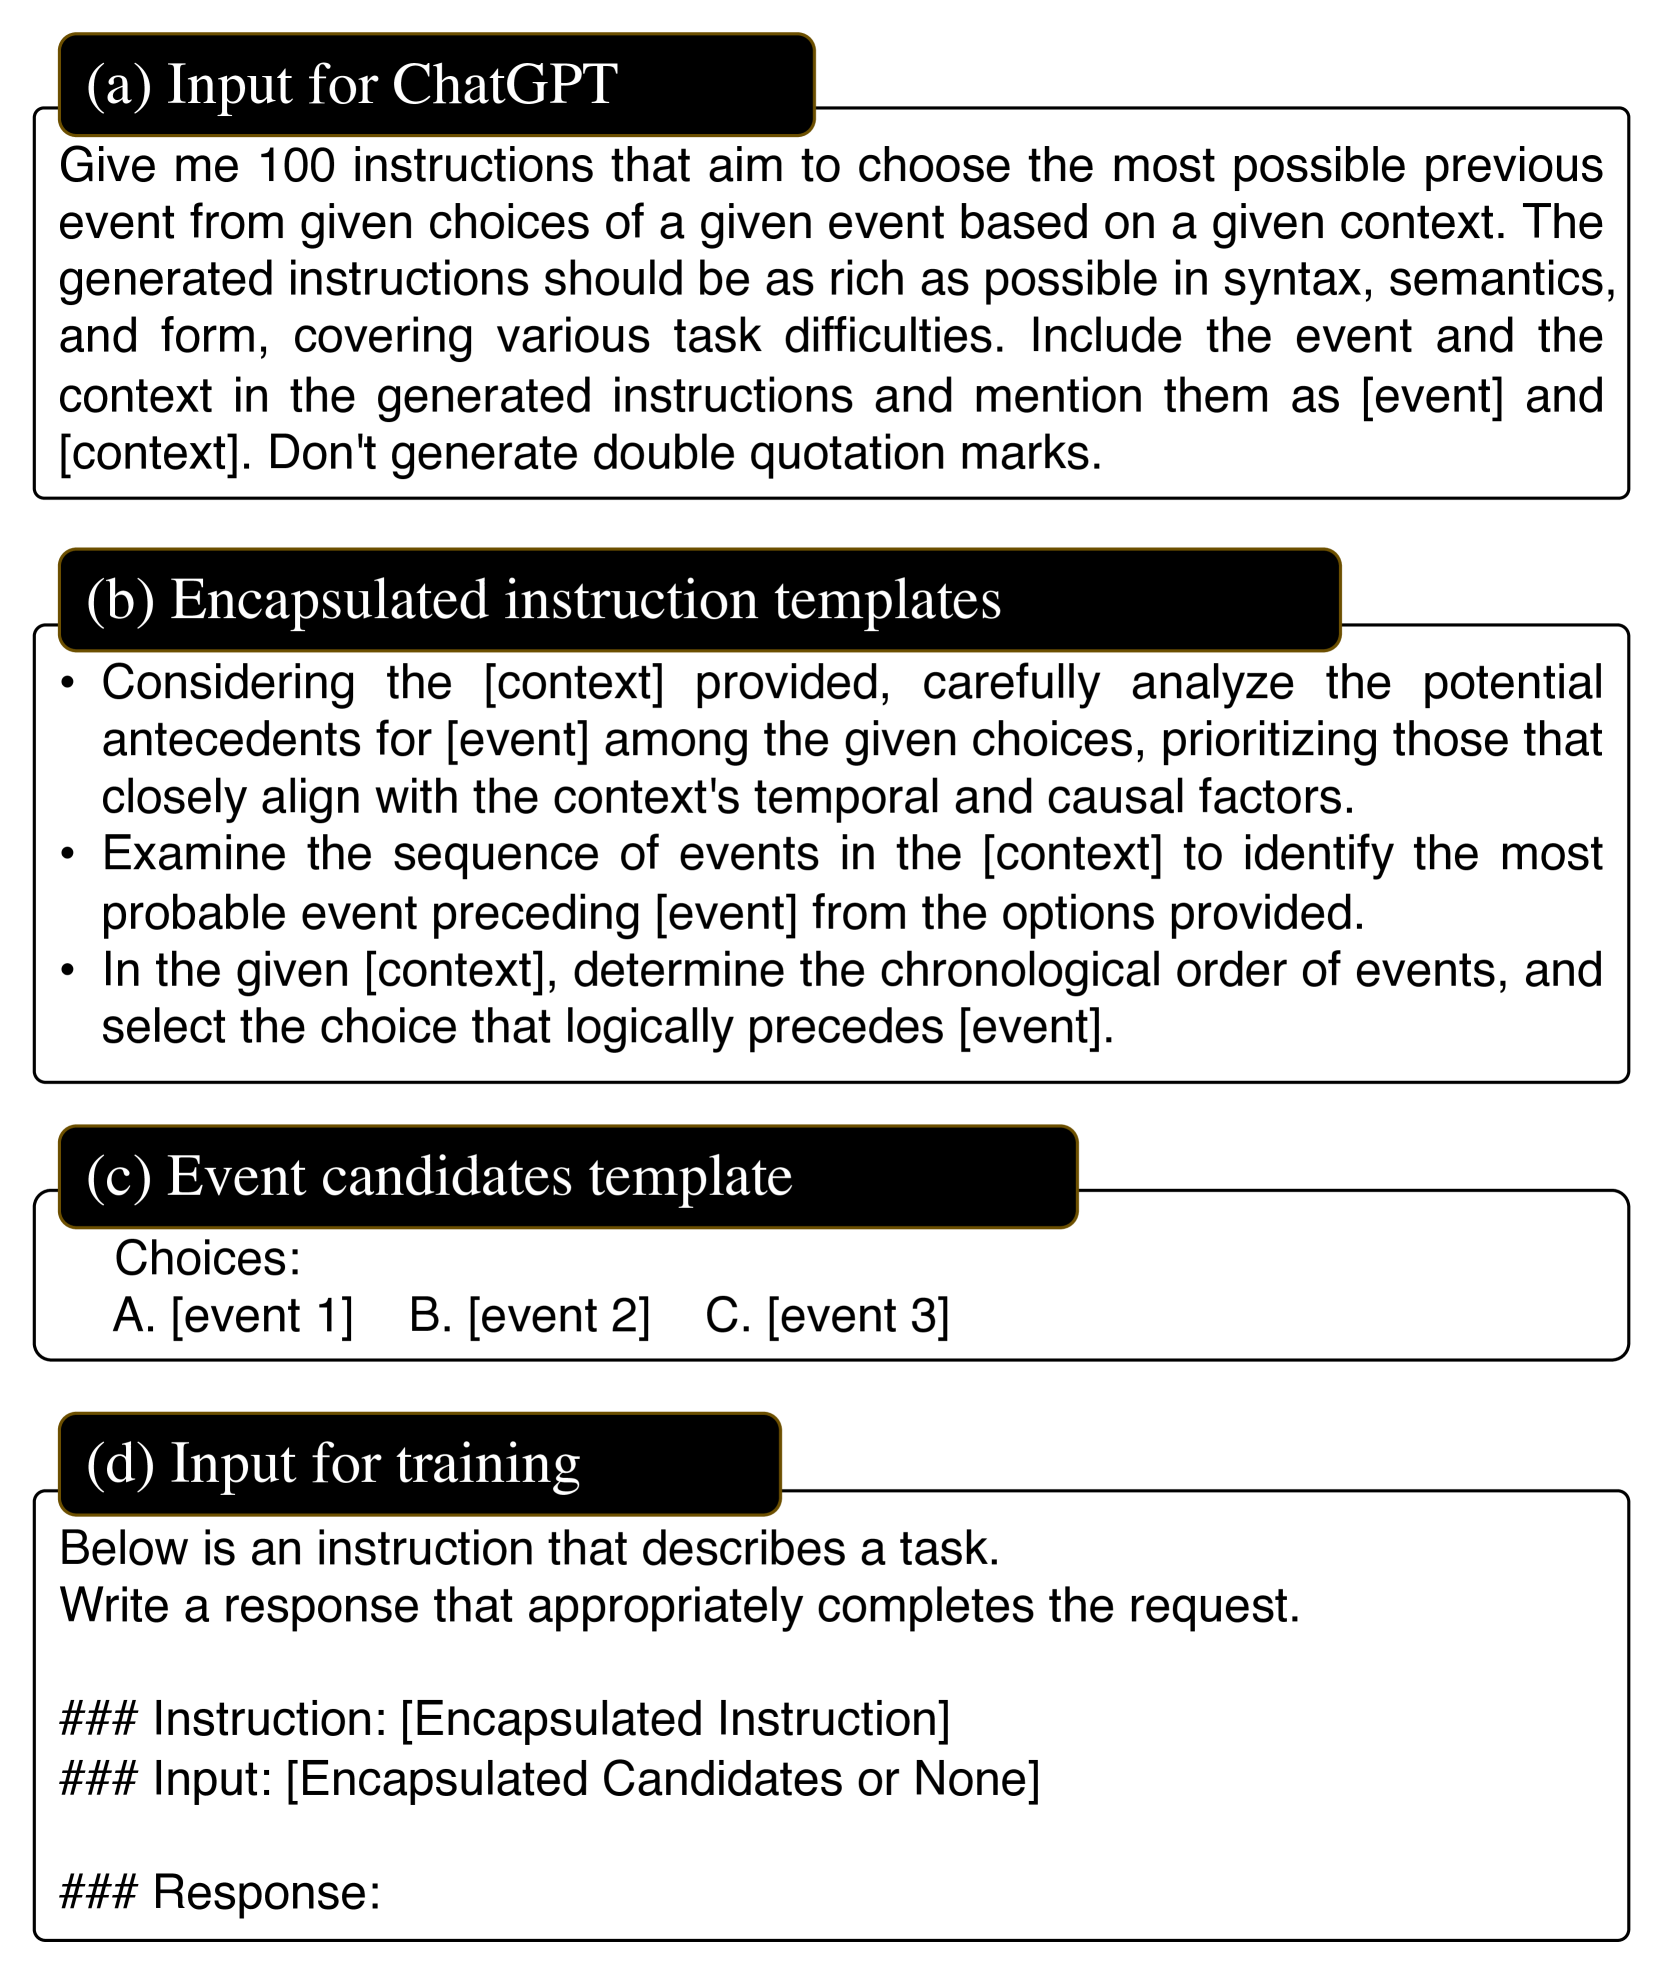 (a) Input for ChatGPT
Give me 100 instructions that aim to choose the most possible previous
event from given choices of a given event based on a given context. The
generated instructions should be as rich as possible in syntax, semantics,
and form, covering various task difficulties. Include the event and the
context in the generated instructions and mention them as [event] and
[context]. Don't generate double quotation marks.
(b) Encapsulated instruction templates
• Considering the [context] provided, carefully analyze the potential
antecedents for [event] among the given choices, prioritizing those that
closely align with the context's temporal and causal factors.
• Examine the sequence of events in the [context] to identify the most
probable event preceding [event] from the options provided.
• In the given [context], determine the chronological order of events, and
select the choice that logically precedes [event].
(c) Event candidates template
Choices:
A. [event 1] B. [event 2] C. [event 3]
(d) Input for training
Below is an instruction that describes a task.
Write a response that appropriately completes the request.
### Instruction: [Encapsulated Instruction]
### Input: [Encapsulated Candidates or None]
### Response: